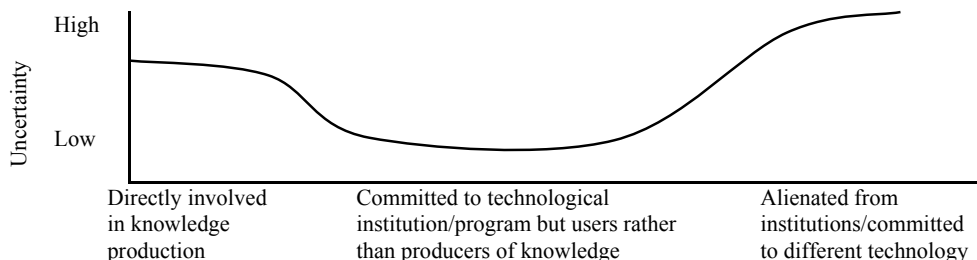 High
Uncertainty
Low
Directly involved
in knowledge
production
Committed to technological
institution/program but users rather
than producers of knowledge
Alienated from
institutions/committed
to different technology